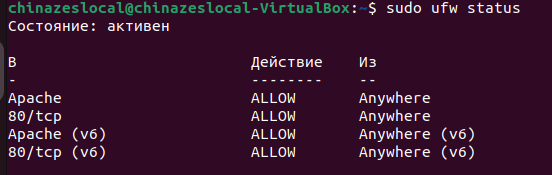 chinazeslocal@chinazeslocal-VirtualBox:~$ sudo ufw status
Состояние: активен
В Действие Из
- -------- --
Apache ALLOW Anywhere
80/tcp ALLOW Anywhere
Apache (v6) ALLOW Anywhere (v6)
80/tcp (v6) ALLOW Anywhere (v6)